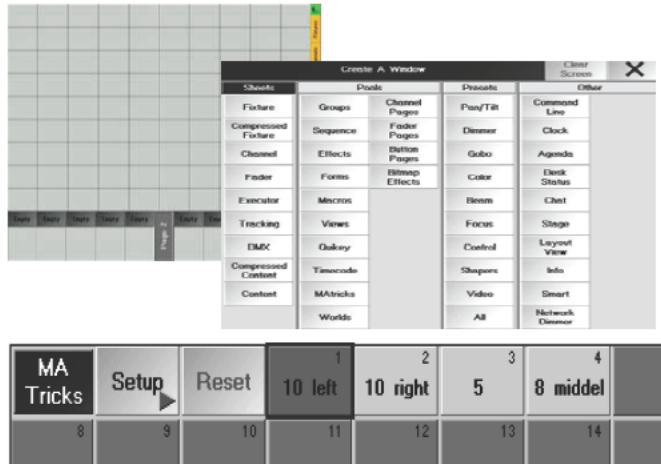 Create A Window
Clear
Screen
Sheets Pools Presets Other
Fixture Groups Channel Pages Pan/Tilt Command Line
Compressed Fixture Sequence Fader Pages Dimmer Clock
Channel Effects Button Pages Gobo Agenda
Fader Forms Bitmap Effects Color Desk Status
Executor Macros Beam Chat
Tracking Views Focus Stage
DMX Quikey Control Layout View
Compressed Content Timecode Shapers Info
Content MAtricks Video Smart
Worlds All Network Dimmer
Empty Empty Empty Empty Empty Page 2 Empty
MA Tricks Setup Reset 1 10 left 2 10 right 3 5 4 8 middel
8 9 10 11 12 13 14